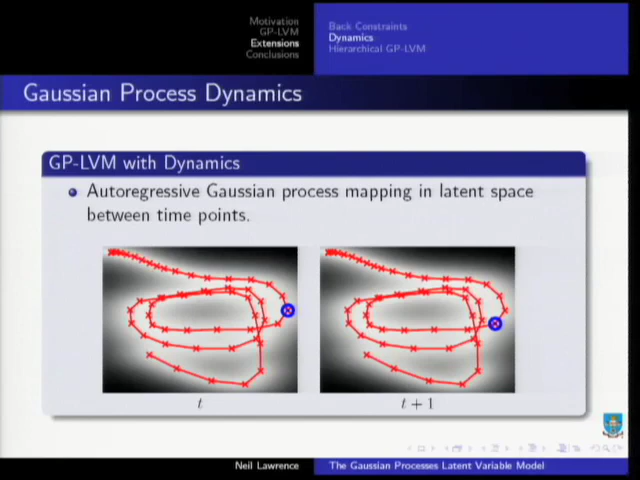 Motivation
GP-LVM
Extensions
Conclusions
Back Constraints
Dynamics
Hierarchical GP-LVM
Gaussian Process Dynamics
GP-LVM with Dynamics
Autoregressive Gaussian process mapping in latent space
between time points.
t
t + 1
Neil Lawrence
The Gaussian Processes Latent Variable Model